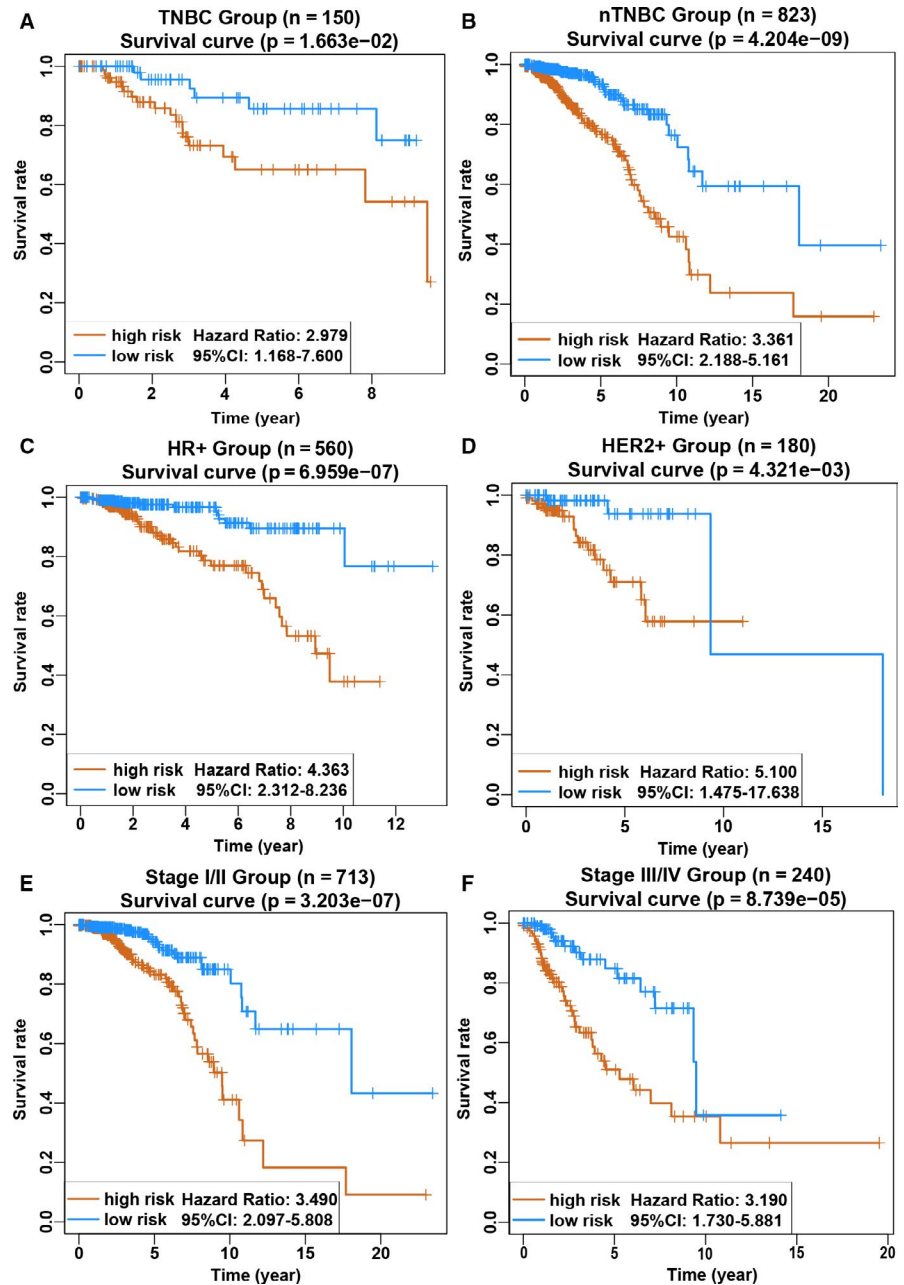 A
TNBC Group (n = 150)
Survival curve (p = 1.663e−02)
Survival rate
0.0 0.2 0.4 0.6 0.8 1.0
high risk Hazard Ratio: 2.979
low risk 95%CI: 1.168-7.600
0 2 4 6 8
Time (year)
B
nTNBC Group (n = 823)
Survival curve (p = 4.204e−09)
Survival rate
0.0 0.2 0.4 0.6 0.8 1.0
high risk Hazard Ratio: 3.361
low risk 95%CI: 2.188-5.161
0 5 10 15 20
Time (year)
C
HR+ Group (n = 560)
Survival curve (p = 6.959e−07)
Survival rate
0.0 0.2 0.4 0.6 0.8 1.0
high risk Hazard Ratio: 4.363
low risk 95%CI: 2.312-8.236
0 2 4 6 8 10 12
Time (year)
D
HER2+ Group (n = 180)
Survival curve (p = 4.321e−03)
Survival rate
0.0 0.2 0.4 0.6 0.8 1.0
high risk Hazard Ratio: 5.100
low risk 95%CI: 1.475-17.638
0 5 10 15
Time (year)
E
Stage I/II Group (n = 713)
Survival curve (p = 3.203e−07)
Survival rate
0.0 0.2 0.4 0.6 0.8 1.0
high risk Hazard Ratio: 3.490
low risk 95%CI: 2.097-5.808
0 5 10 15 20
Time (year)
F
Stage III/IV Group (n = 240)
Survival curve (p = 8.739e−05)
Survival rate
0.0 0.2 0.4 0.6 0.8 1.0
high risk Hazard Ratio: 3.190
low risk 95%CI: 1.730-5.881
0 5 10 15 20
Time (year)